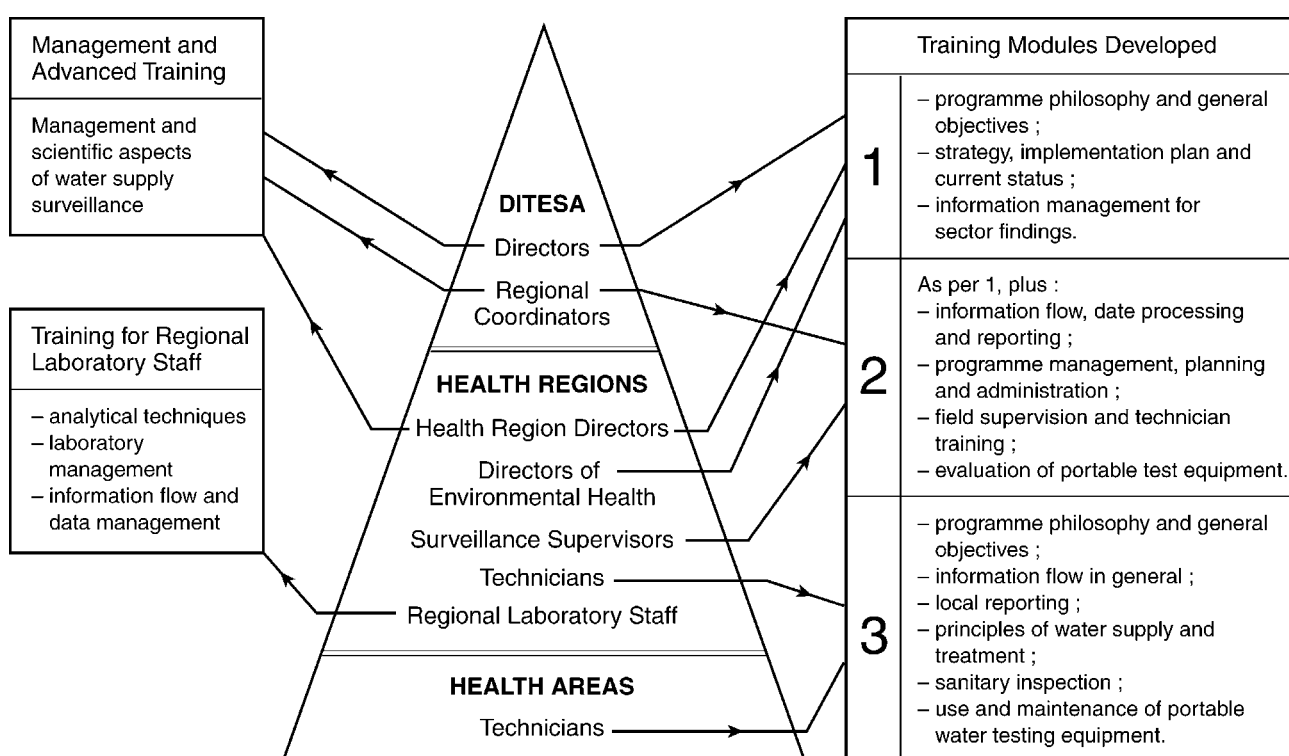 Management and
Advanced Training
Management and
scientific aspects
of water supply
surveillance
Training for Regional
Laboratory Staff
– analytical techniques
– laboratory
management
– information flow and
data management
DITESA
Directors
Regional
Coordinators
HEALTH REGIONS
Health Region Directors
Directors of
Environmental Health
Surveillance Supervisors
Technicians
Regional Laboratory Staff
HEALTH AREAS
Technicians
Training Modules Developed
1
– programme philosophy and general
objectives ;
– strategy, implementation plan and
current status ;
– information management for
sector findings.
2
As per 1, plus :
– information flow, date processing
and reporting ;
– programme management, planning
and administration ;
– field supervision and technician
training ;
– evaluation of portable test equipment.
3
– programme philosophy and general
objectives ;
– information flow in general ;
– local reporting ;
– principles of water supply and
treatment ;
– sanitary inspection ;
– use and maintenance of portable
water testing equipment.